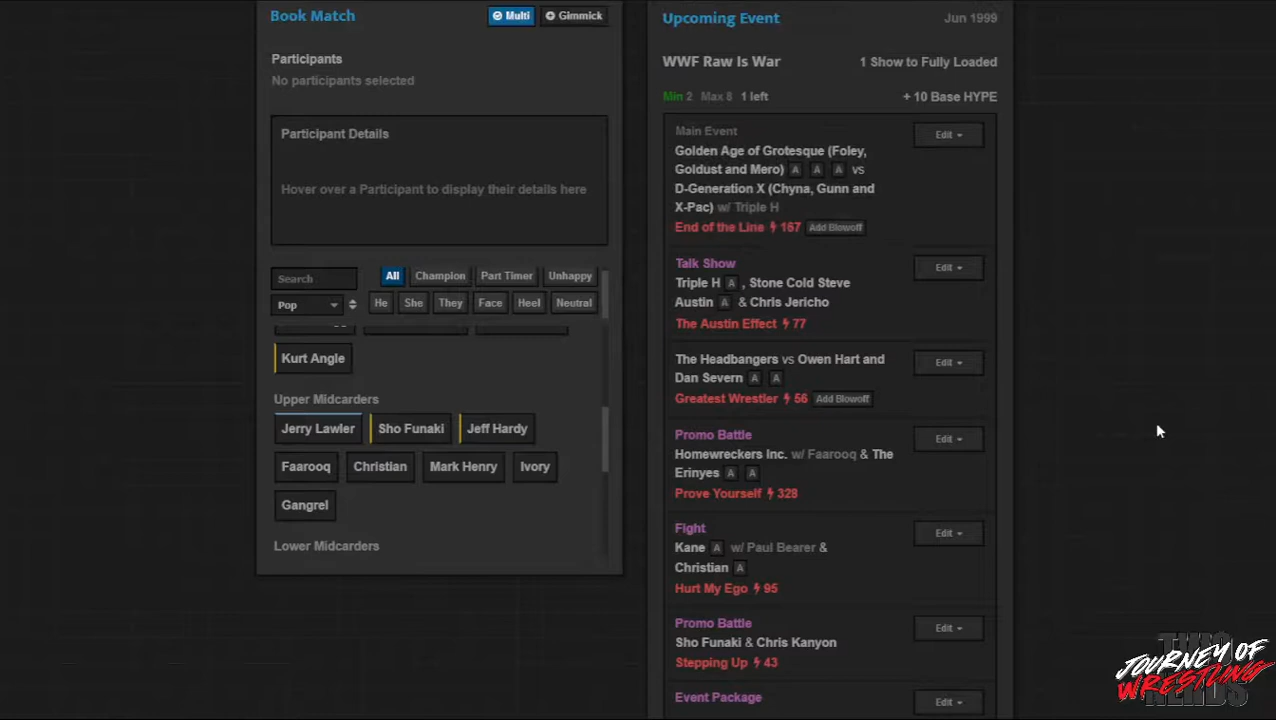 Book Match
Multi
Gimmick
Participants
No participants selected
Participant Details
Hover over a Participant to display their details here
Search
All
Champion
Part Timer
Unhappy
Pop
He
She
They
Face
Heel
Neutral
Kurt Angle
Upper Midcarders
Jerry Lawler
Sho Funaki
Jeff Hardy
Faarooq
Christian
Mark Henry
Ivory
Gangrel
Lower Midcarders
Upcoming Event
Jun 1999
WWF Raw Is War
1 Show to Fully Loaded
Min 2 Max 8 1 left
+ 10 Base HYPE
Main Event
Edit
Golden Age of Grotesque (Foley,
Goldust and Mero) A A A vs
D-Generation X (Chyna, Gunn and
X-Pac) w/ Triple H
End of the Line 167 Add Blowoff
Talk Show
Edit
Triple H A , Stone Cold Steve
Austin A & Chris Jericho
The Austin Effect 77
The Headbangers vs Owen Hart and
Edit
Dan Severn A A
Greatest Wrestler 56 Add Blowoff
Promo Battle
Edit
Homewreckers Inc. w/ Faarooq & The
Erinyes A A
Prove Yourself 328
Fight
Edit
Kane A w/ Paul Bearer &
Christian A
Hurt My Ego 95
Promo Battle
Edit
Sho Funaki & Chris Kanyon
Stepping Up 43
Event Package
Edit
JOURNEY OF
WRESTLING
NERDS